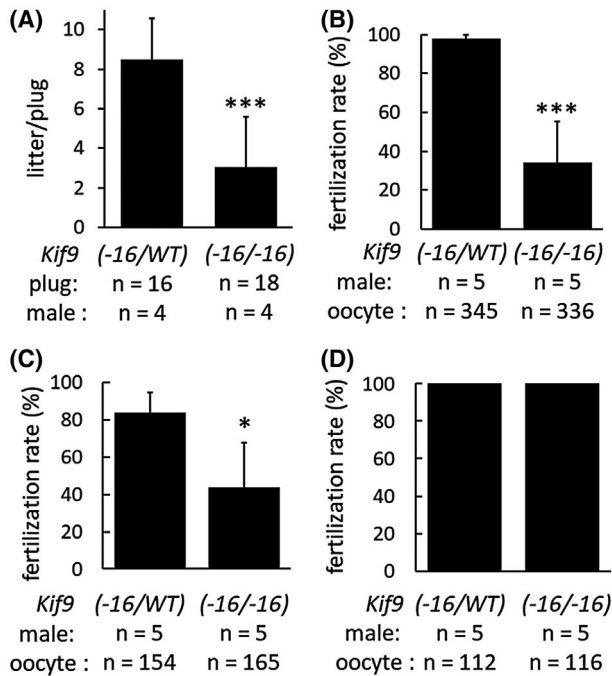 (A)
litter/plug
10
8
6
4
2
0
***
Kif9 (-16/WT) (-16/-16)
plug: n = 16 n = 18
male : n = 4 n = 4
(B)
fertilization rate (%)
100
80
60
40
20
0
***
Kif9 (-16/WT) (-16/-16)
male: n = 5 n = 5
oocyte : n = 345 n = 336
(C)
fertilization rate (%)
100
80
60
40
20
0
*
Kif9 (-16/WT) (-16/-16)
male: n = 5 n = 5
oocyte : n = 154 n = 165
(D)
fertilization rate (%)
100
80
60
40
20
0
Kif9 (-16/WT) (-16/-16)
male: n = 5 n = 5
oocyte : n = 112 n = 116